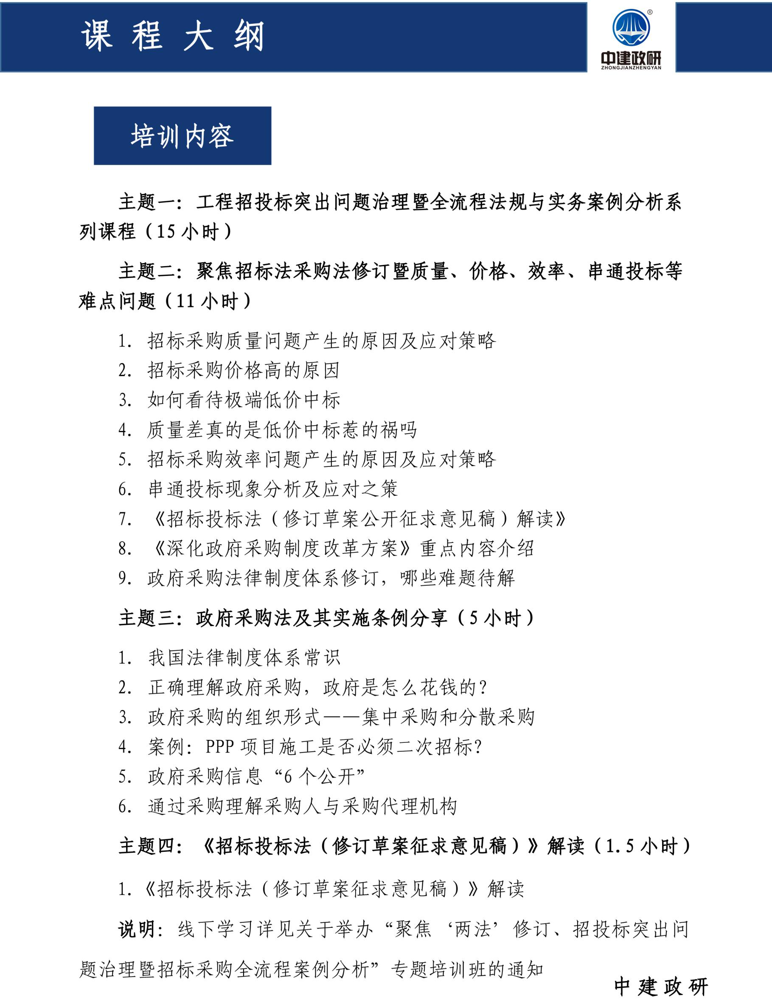 课程大纲
®
中建政研
ZHONGJIANZHENGYAN
培训内容
主题一：工程招投标突出问题治理暨全流程法规与实务案例分析系
列课程（15 小时）
主题二：聚焦招标法采购法修订暨质量、价格、效率、串通投标等
难点问题（11 小时）
1. 招标采购质量问题产生的原因及应对策略
2. 招标采购价格高的原因
3. 如何看待极端低价中标
4. 质量差真的是低价中标惹的祸吗
5. 招标采购效率问题产生的原因及应对策略
6. 串通投标现象分析及应对之策
7. 《招标投标法（修订草案公开征求意见稿）解读》
8. 《深化政府采购制度改革方案》重点内容介绍
9. 政府采购法律制度体系修订，哪些难题待解
主题三：政府采购法及其实施条例分享（5 小时）
1. 我国法律制度体系常识
2. 正确理解政府采购，政府是怎么花钱的？
3. 政府采购的组织形式——集中采购和分散采购
4. 案例：PPP 项目施工是否必须二次招标？
5. 政府采购信息“6 个公开”
6. 通过采购理解采购人与采购代理机构
主题四：《招标投标法（修订草案征求意见稿）》解读（1.5 小时）
1.《招标投标法（修订草案征求意见稿）》解读
说明：线下学习详见关于举办“聚焦‘两法’修订、招投标突出问
题治理暨招标采购全流程案例分析”专题培训班的通知
中建政研